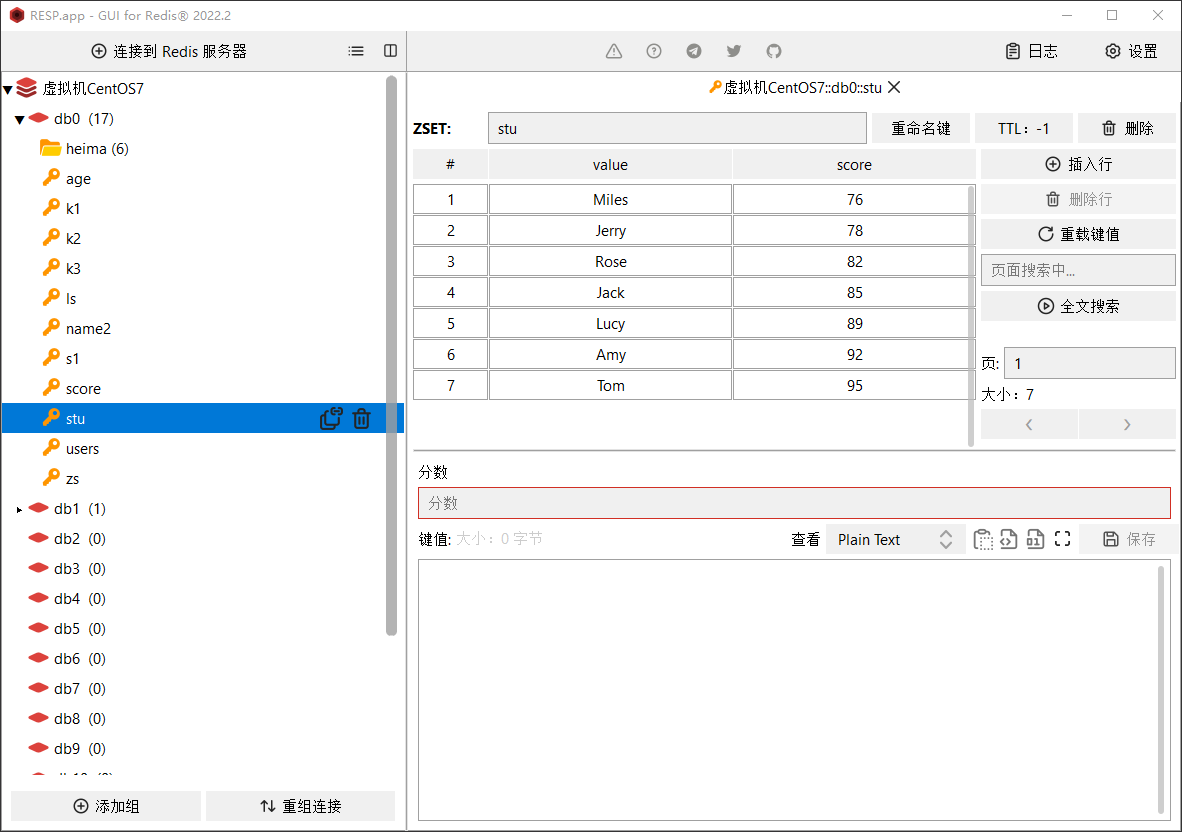 RESP.app - GUI for Redis® 2022.2
连接到 Redis 服务器
日志
设置
虚拟机CentOS7
db0 (17)
heima (6)
age
k1
k2
k3
ls
name2
s1
score
stu
users
zs
db1 (1)
db2 (0)
db3 (0)
db4 (0)
db5 (0)
db6 (0)
db7 (0)
db8 (0)
db9 (0)
添加组
重组连接
虚拟机CentOS7::db0::stu
ZSET:
stu
重命名键
TTL：-1
删除
# value score
1 Miles 76
2 Jerry 78
3 Rose 82
4 Jack 85
5 Lucy 89
6 Amy 92
7 Tom 95
插入行
删除行
重载键值
页面搜索中...
全文搜索
页: 1
大小：7
分数
分数
键值: 大小：0 字节
查看
Plain Text
保存